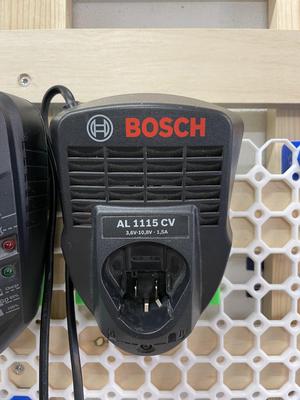 BOSCH
AL 1115 CV
3,6V-10,8V - 1,5A